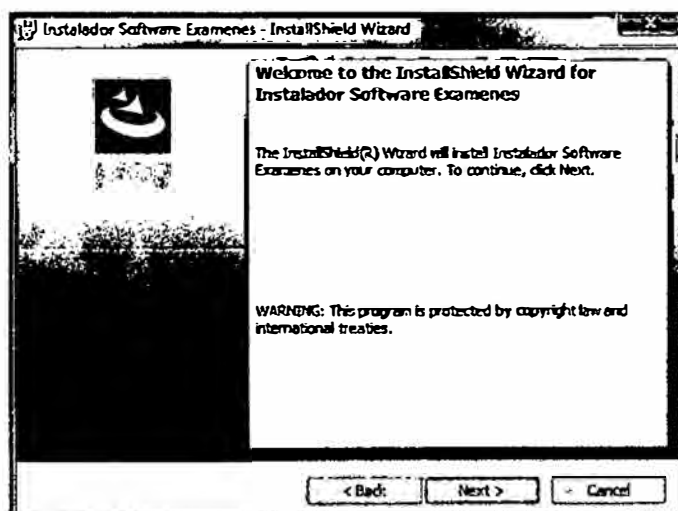 Instalador Software Examenes - InstallShield Wizard
Welcome to the InstallShield Wizard for
Instalador Software Examenes
The InstallShield(R) Wizard will install Instalador Software
Examenes on your computer. To continue, click Next.
WARNING: This program is protected by copyright law and
international treaties.
< Back Next > Cancel